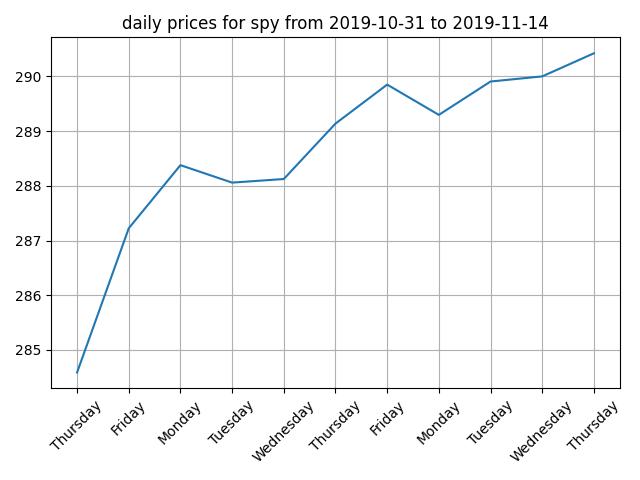 daily prices for spy from 2019-10-31 to 2019-11-14
290
289
288
287
286
285
Thursday
Friday
Monday
Tuesday
Wednesday
Thursday
Friday
Monday
Tuesday
Wednesday
Thursday